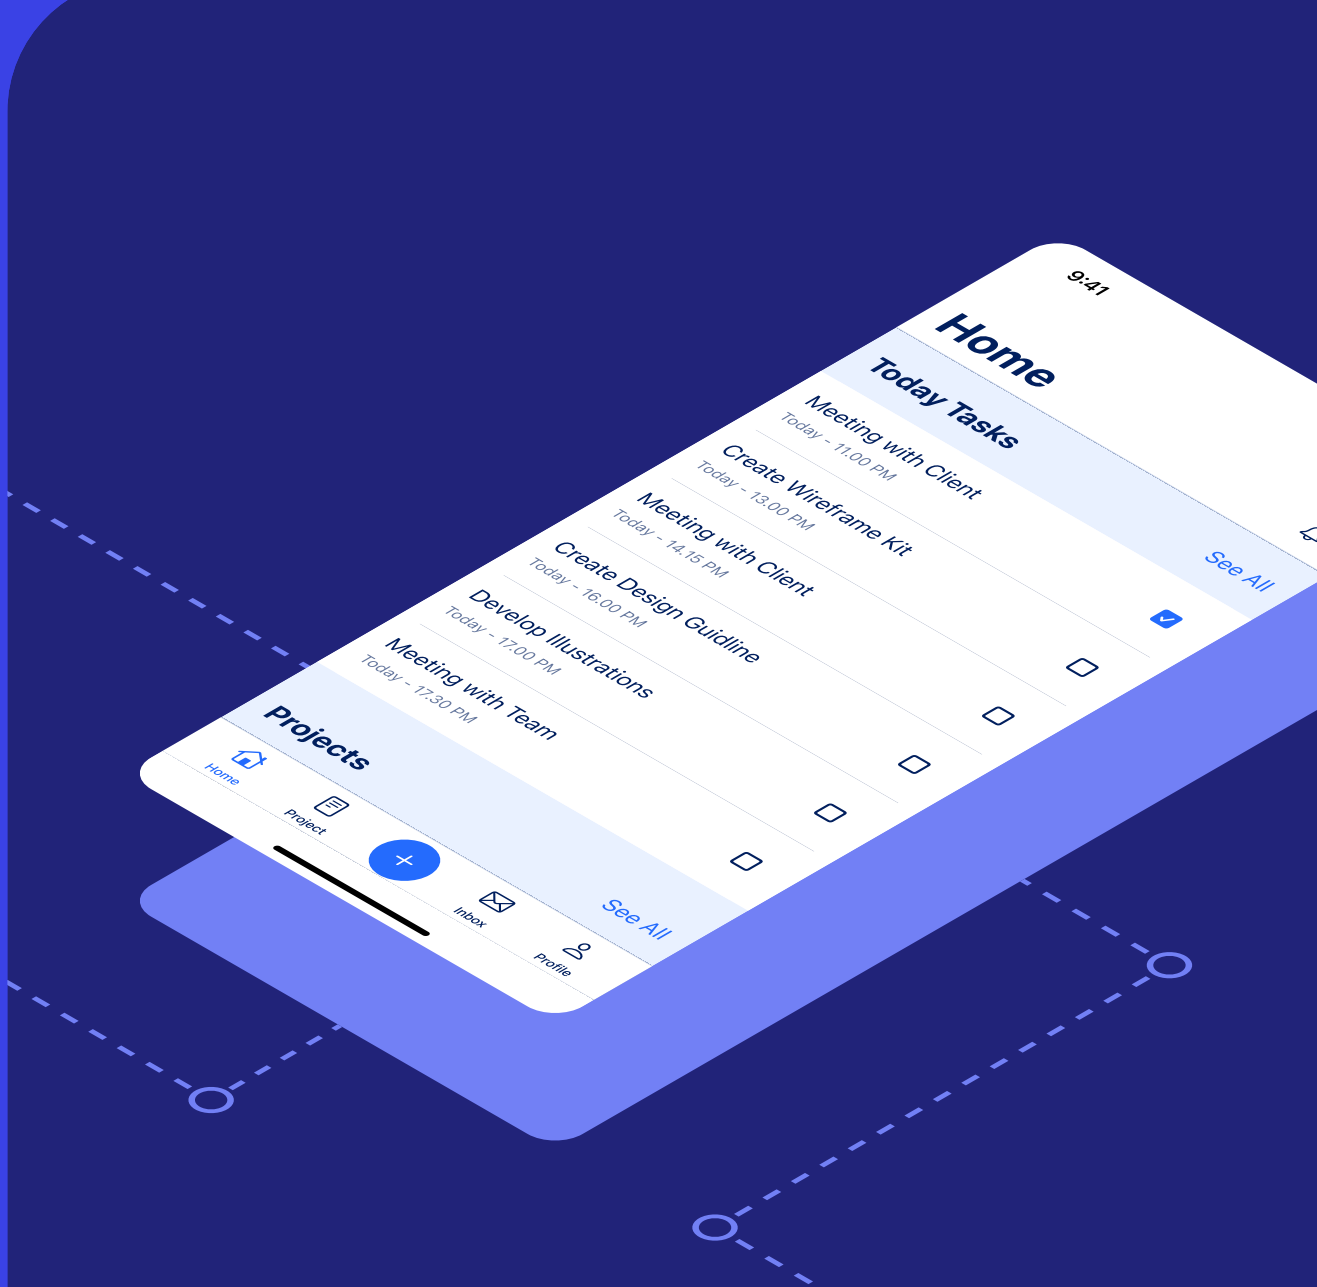 9:41
Home
Today Tasks
See All
Meeting with Client
Today - 11.00 PM
Create Wireframe Kit
Today - 13.00 PM
Meeting with Client
Today - 14.15 PM
Create Design Guidline
Today - 16.00 PM
Develop Illustrations
Today - 17.00 PM
Meeting with Team
Today - 17.30 PM
Projects
See All
Home
Project
Inbox
Profile